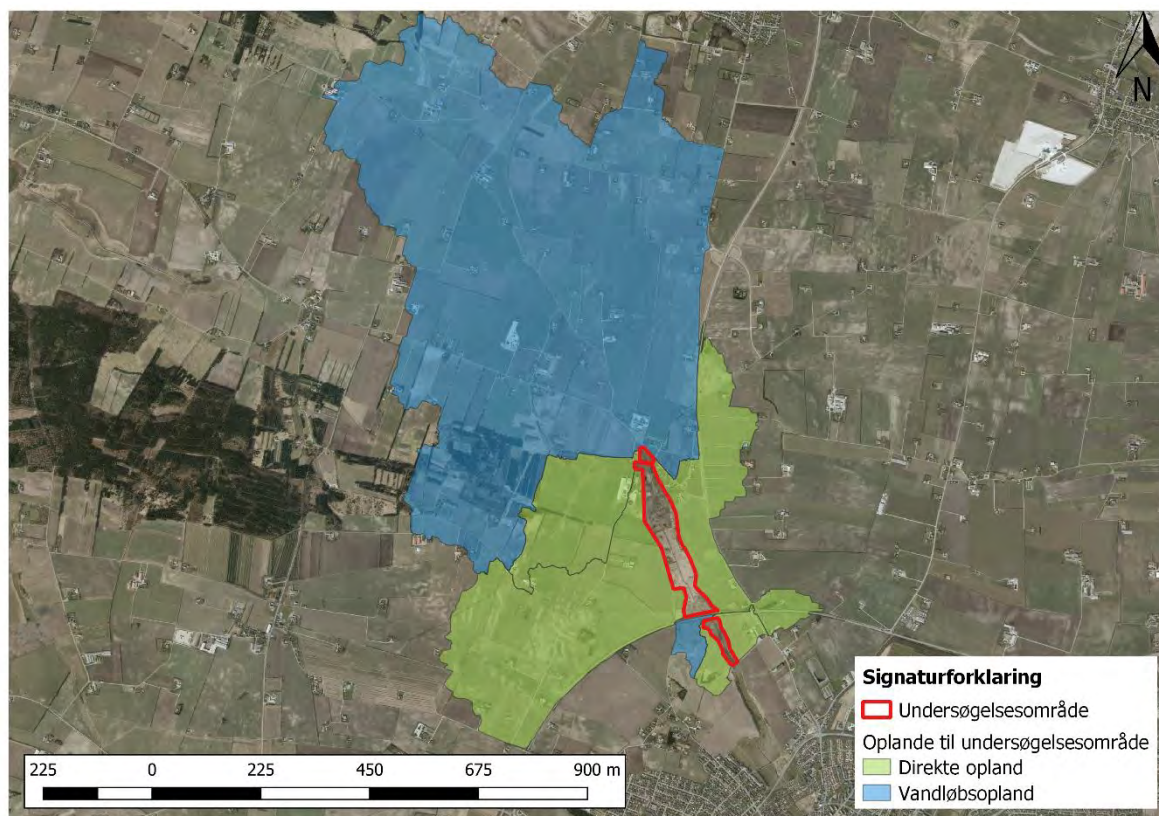 N
Signaturforklaring
Undersøgelsesområde
Oplande til undersøgelsesområde
Direkte opland
Vandløbsopland
225 0 225 450 675 900 m